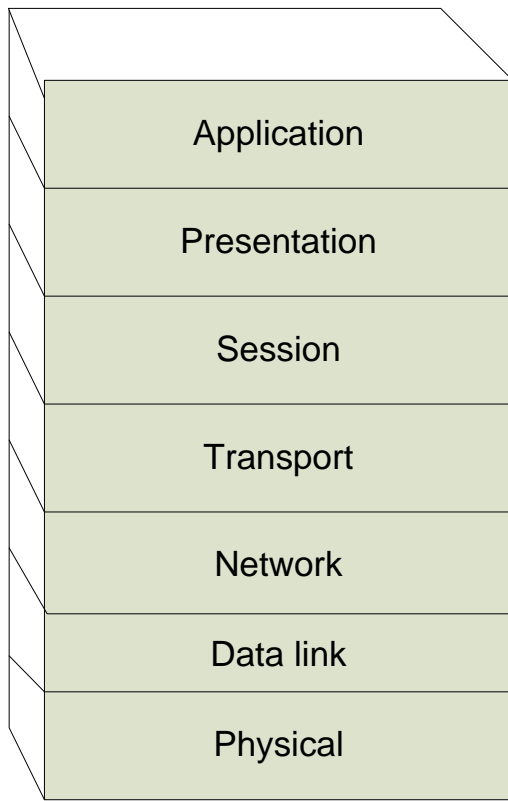 Application
Presentation
Session
Transport
Network
Data link
Physical